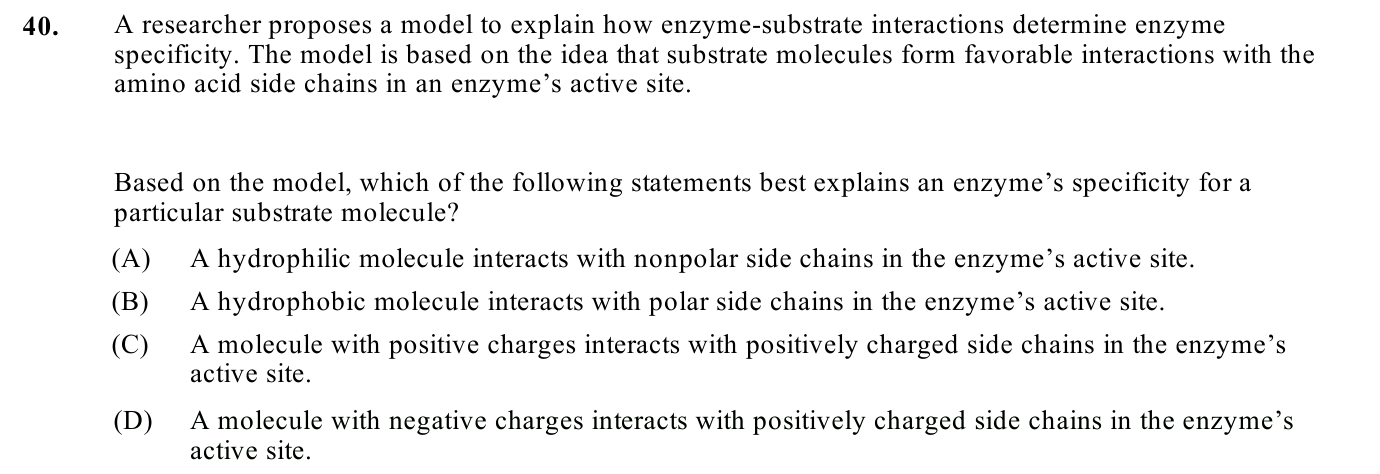 40. A researcher proposes a model to explain how enzyme-substrate interactions determine enzyme
specificity. The model is based on the idea that substrate molecules form favorable interactions with the
amino acid side chains in an enzyme’s active site.
Based on the model, which of the following statements best explains an enzyme’s specificity for a
particular substrate molecule?
(A) A hydrophilic molecule interacts with nonpolar side chains in the enzyme’s active site.
(B) A hydrophobic molecule interacts with polar side chains in the enzyme’s active site.
(C) A molecule with positive charges interacts with positively charged side chains in the enzyme’s
active site.
(D) A molecule with negative charges interacts with positively charged side chains in the enzyme’s
active site.